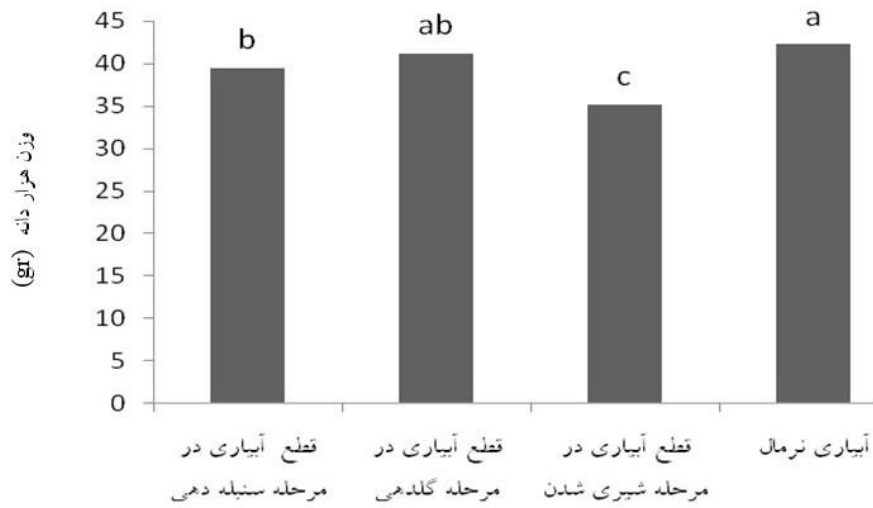 وزن هزار دانه (gr)
45
40
35
30
25
20
15
10
5
0
b
ab
c
a
قطع آبیاری در
مرحله سنبله دهی
قطع آبیاری در
مرحله گلدهی
قطع آبیاری در
مرحله شیری شدن
آبیاری نرمال